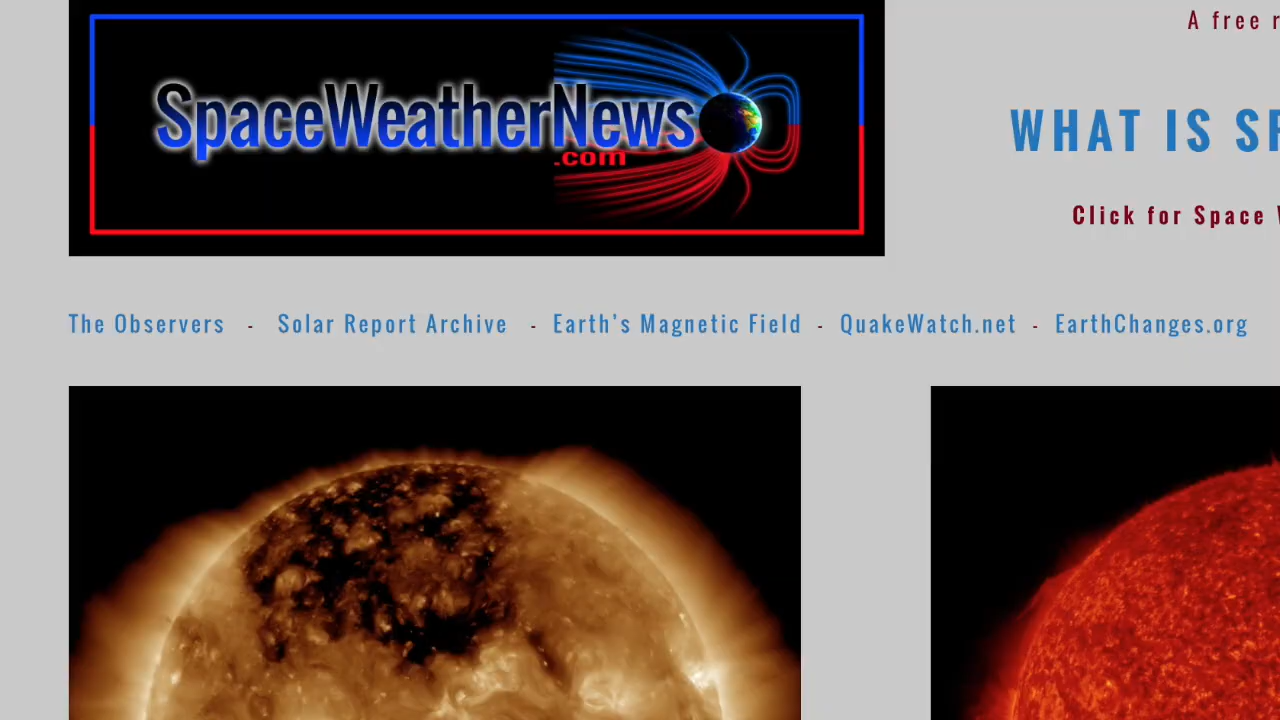 A free
SpaceWeatherNews
.com
WHAT IS
Click for Space
The Observers - Solar Report Archive - Earth's Magnetic Field - QuakeWatch.net - EarthChanges.org